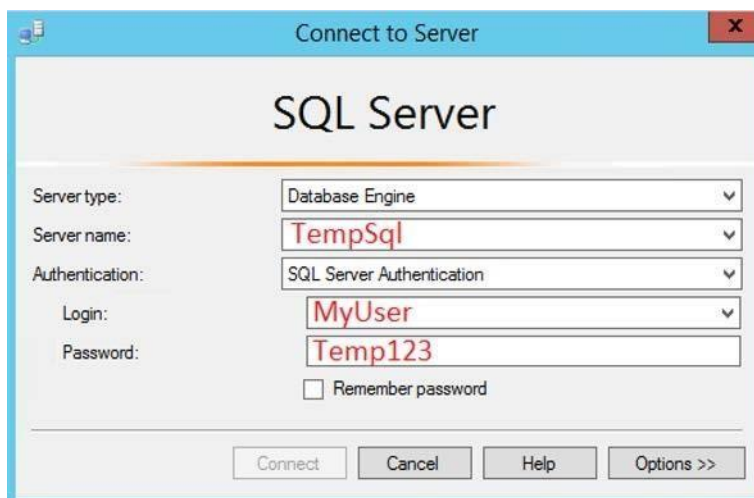 Connect to Server
x
SQL Server
Server type: Database Engine
Server name: TempSql
Authentication: SQL Server Authentication
Login: MyUser
Password: Temp123
Remember password
Connect Cancel Help Options >>